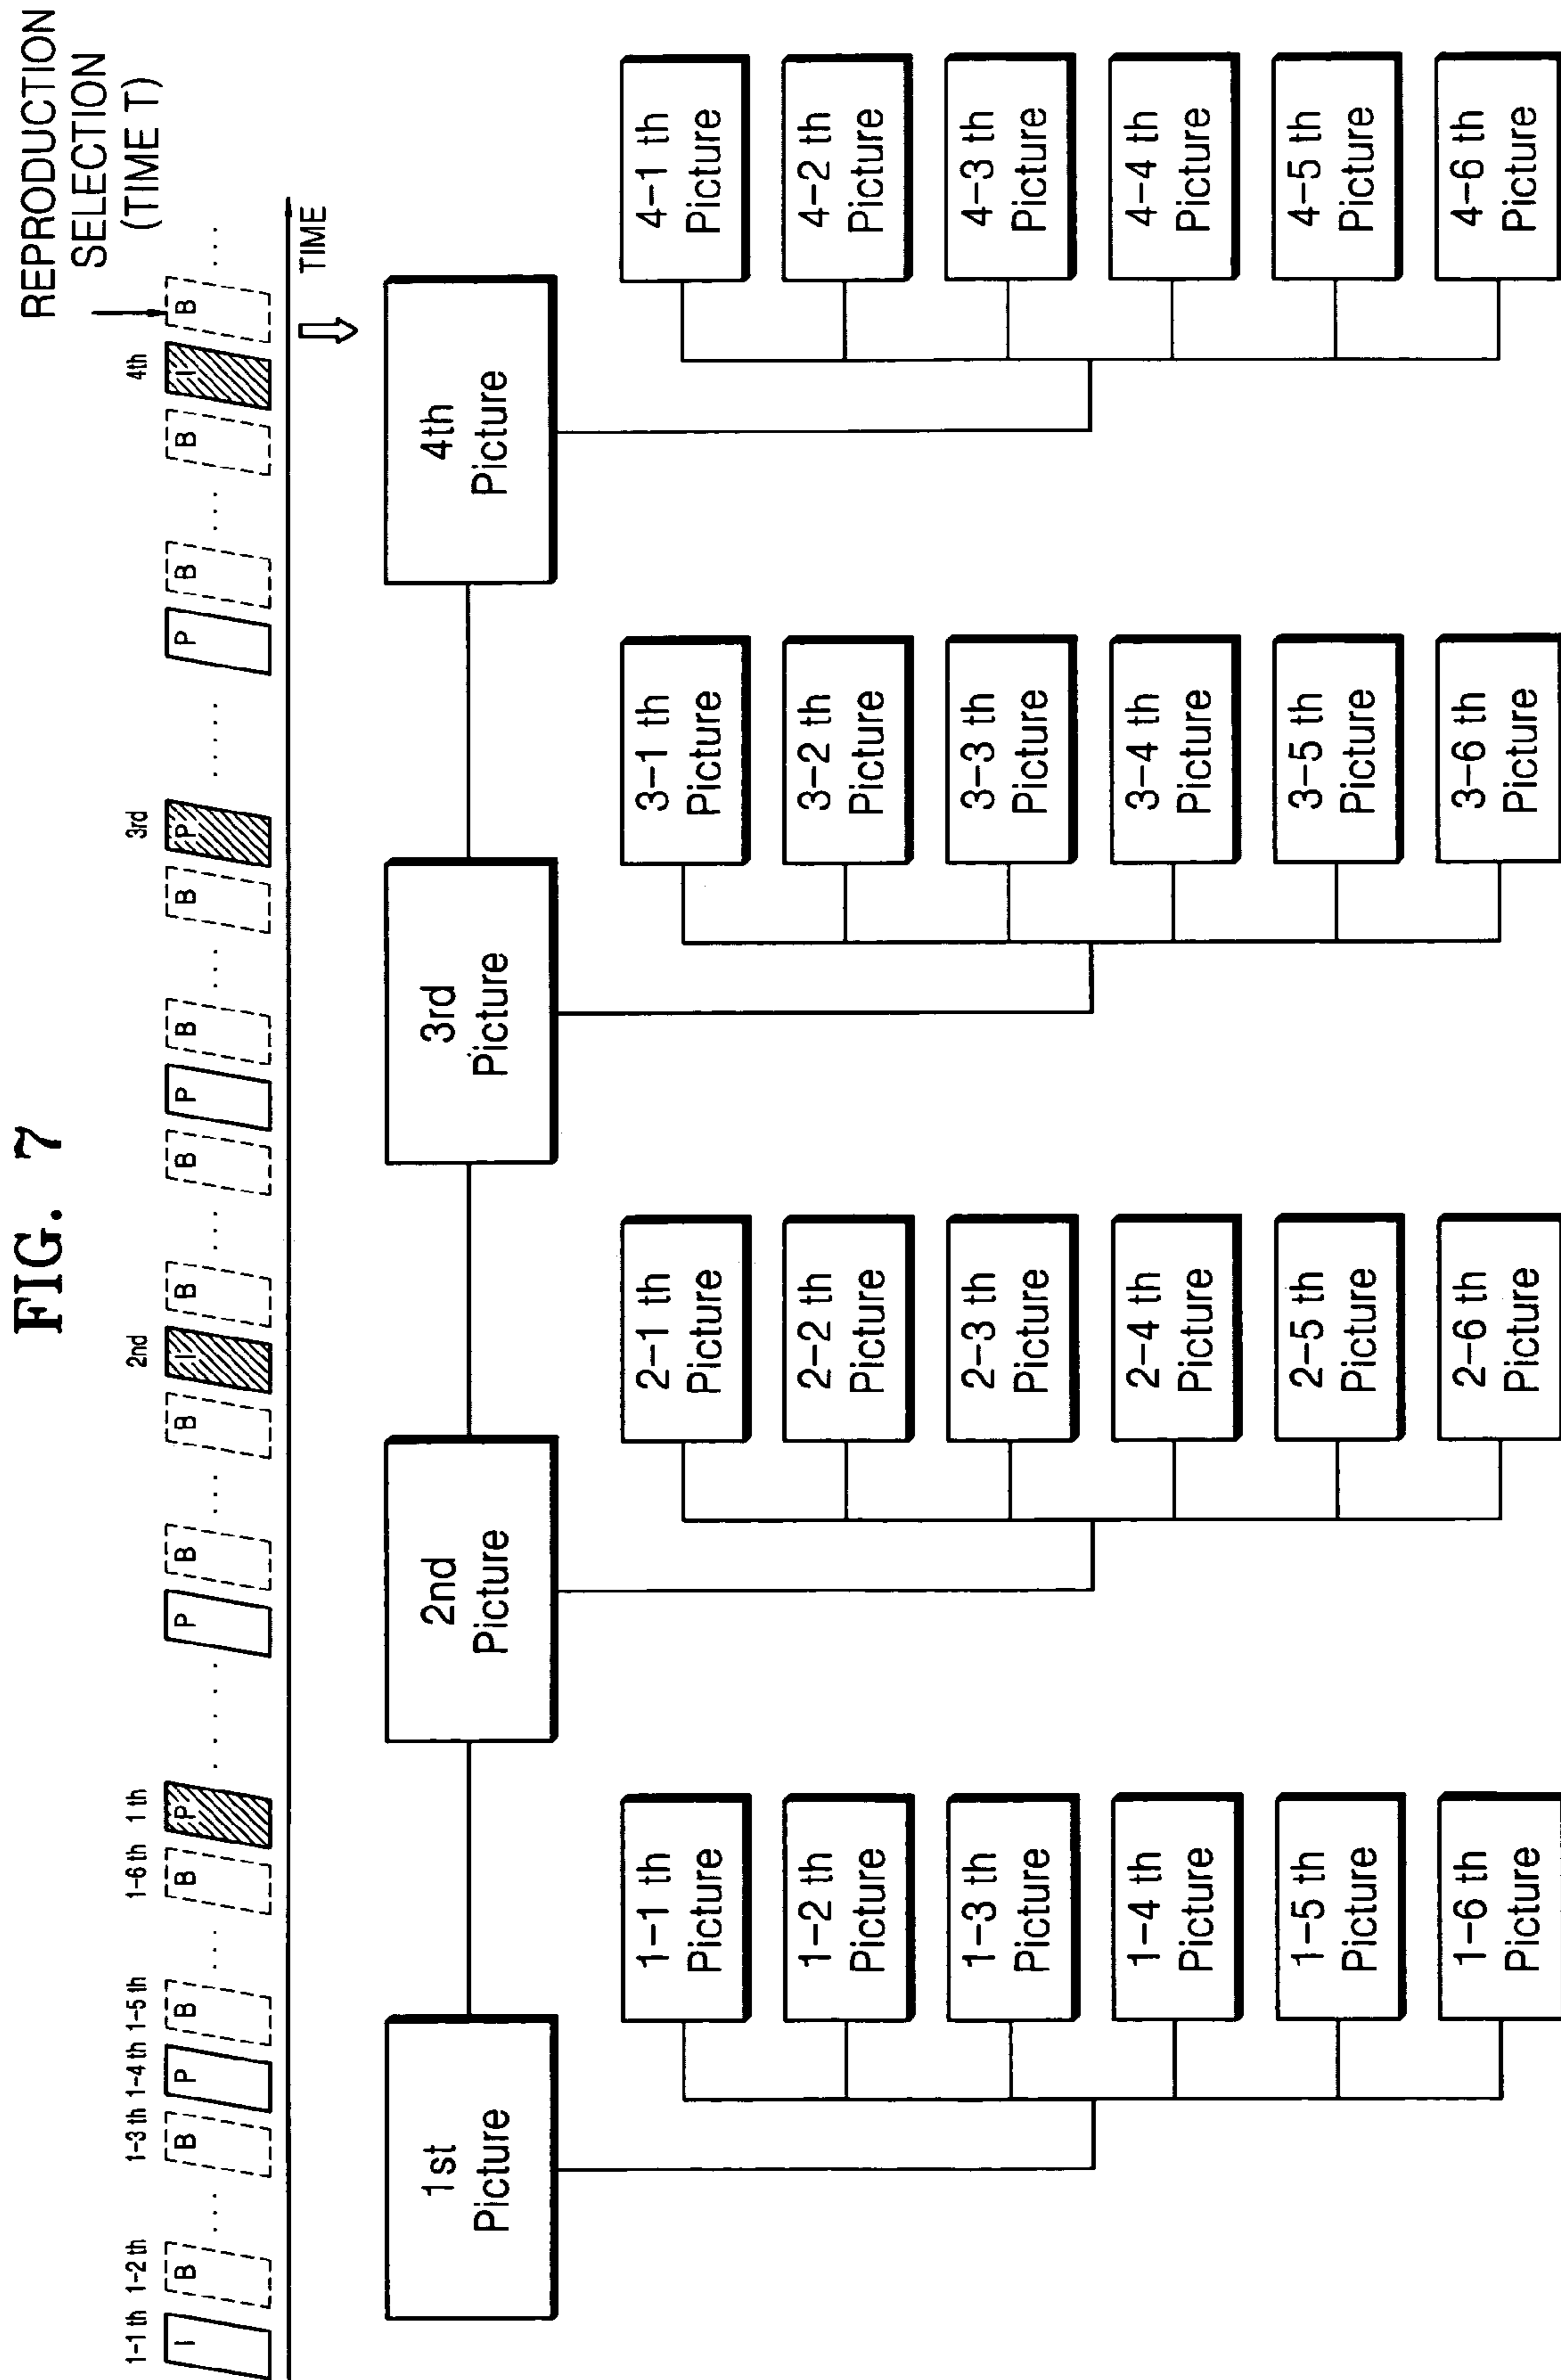 FIG. 7
REPRODUCTION
SELECTION
(TIME T)
1-1 th 1-2 th 1-3 th 1-4 th 1-5 th 1-6 th 1 th 2nd 3rd 4th
I B ... B P B ... B P ..... P B ... B I B ... B P B ... B P ..... P B ... B I B ...
TIME
1st
Picture
2nd
Picture
3rd
Picture
4th
Picture
1-1 th
Picture
1-2 th
Picture
1-3 th
Picture
1-4 th
Picture
1-5 th
Picture
1-6 th
Picture
2-1 th
Picture
2-2 th
Picture
2-3 th
Picture
2-4 th
Picture
2-5 th
Picture
2-6 th
Picture
3-1 th
Picture
3-2 th
Picture
3-3 th
Picture
3-4 th
Picture
3-5 th
Picture
3-6 th
Picture
4-1 th
Picture
4-2 th
Picture
4-3 th
Picture
4-4 th
Picture
4-5 th
Picture
4-6 th
Picture